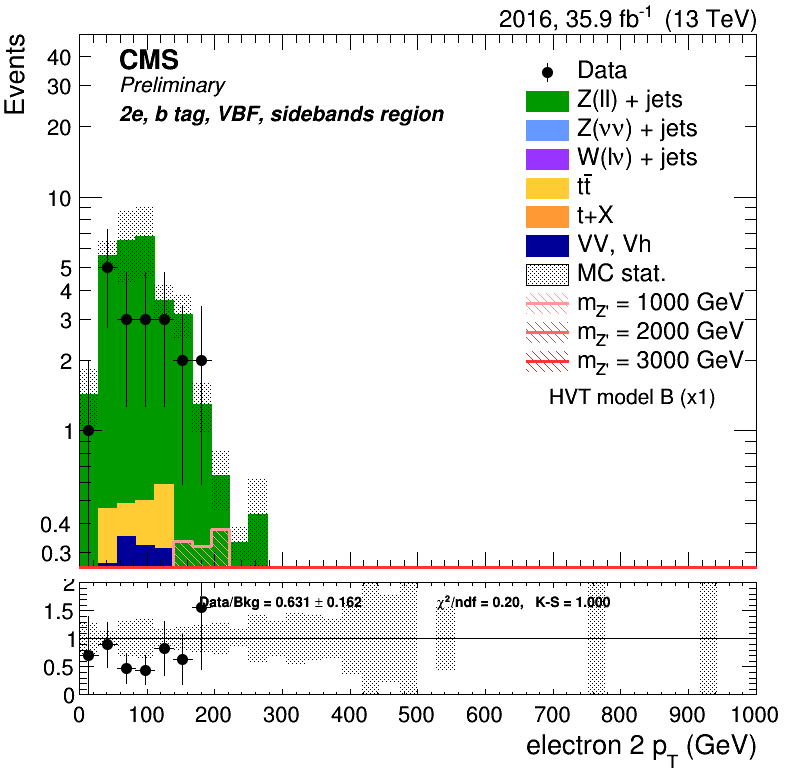 2016, 35.9 fb⁻¹ (13 TeV)
Events
CMS
Preliminary
2e, b tag, VBF, sidebands region
Data
Z(ll) + jets
Z(νν) + jets
W(lν) + jets
tt̄
t+X
VV, Vh
MC stat.
m_Z' = 1000 GeV
m_Z' = 2000 GeV
m_Z' = 3000 GeV
HVT model B (x1)
40
30
20
10
5
4
3
2
1
0.4
0.3
Data/Bkg = 0.631 ± 0.162
χ²/ndf = 0.20, K-S = 1.000
2
1.5
1
0.5
0
0 100 200 300 400 500 600 700 800 900 1000
electron 2 p_T (GeV)